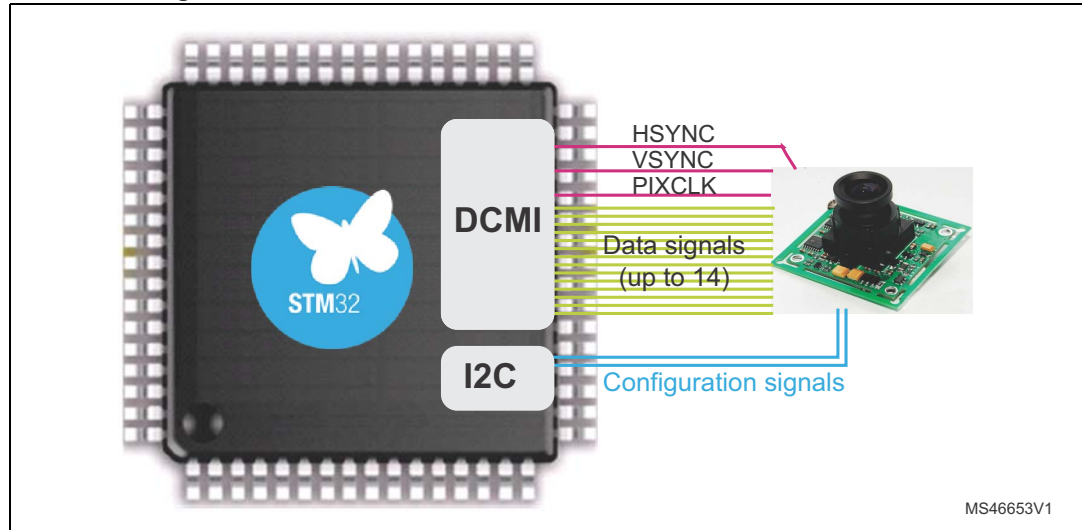 HSYNC
VSYNC
PIXCLK
DCMI
Data signals
(up to 14)
STM32
I2C
Configuration signals
MS46653V1